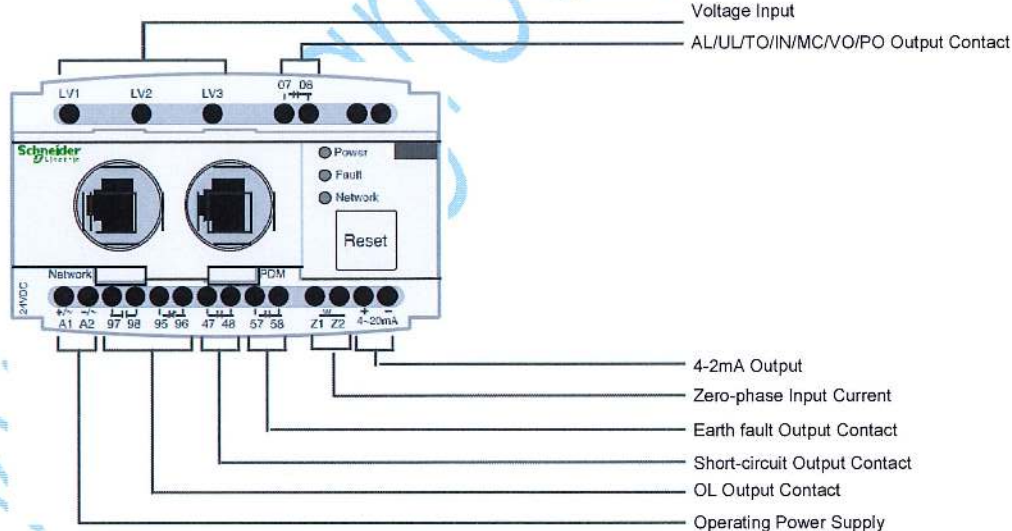 Voltage Input
AL/UL/TO/IN/MC/VO/PO Output Contact
LV1 LV2 LV3 07 08
Schneider
Electric
Power
Fault
Network
Reset
Network PDM
24VDC
+/~ -/~ + -
A1 A2 97 98 95 96 47 48 57 58 Z1 Z2 4~20mA
4-2mA Output
Zero-phase Input Current
Earth fault Output Contact
Short-circuit Output Contact
OL Output Contact
Operating Power Supply